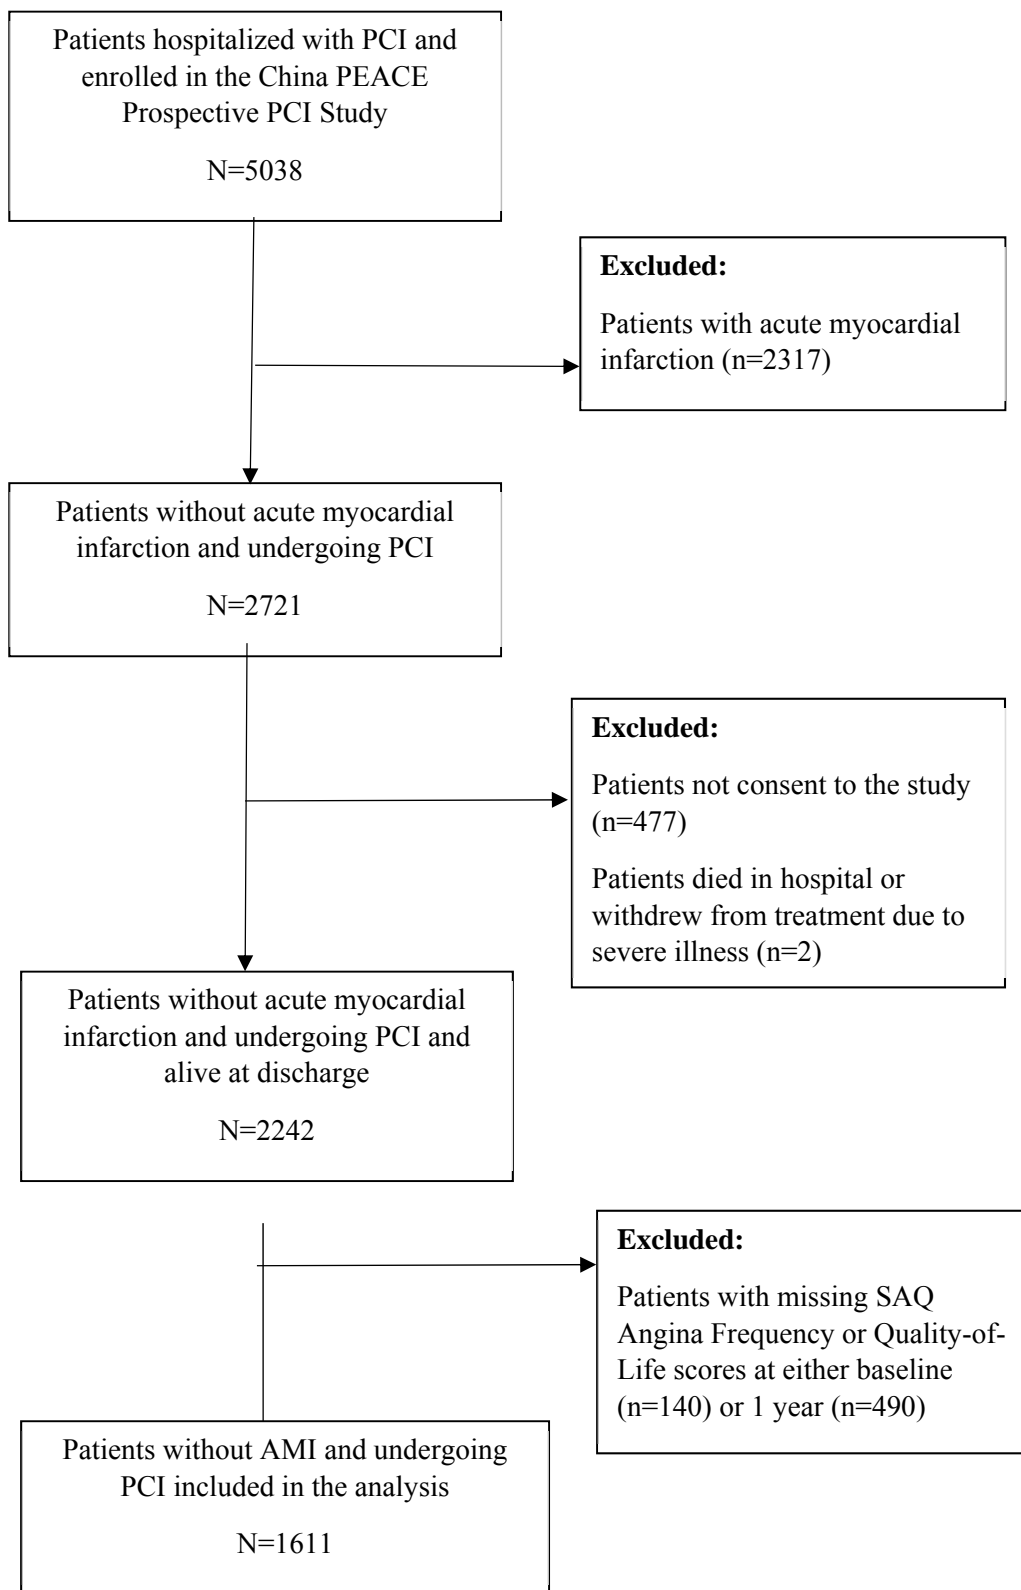 Patients hospitalized with PCI and
enrolled in the China PEACE
Prospective PCI Study
N=5038
Excluded:
Patients with acute myocardial
infarction (n=2317)
Patients without acute myocardial
infarction and undergoing PCI
N=2721
Excluded:
Patients not consent to the study
(n=477)
Patients died in hospital or
withdrew from treatment due to
severe illness (n=2)
Patients without acute myocardial
infarction and undergoing PCI and
alive at discharge
N=2242
Excluded:
Patients with missing SAQ
Angina Frequency or Quality-of-
Life scores at either baseline
(n=140) or 1 year (n=490)
Patients without AMI and undergoing
PCI included in the analysis
N=1611